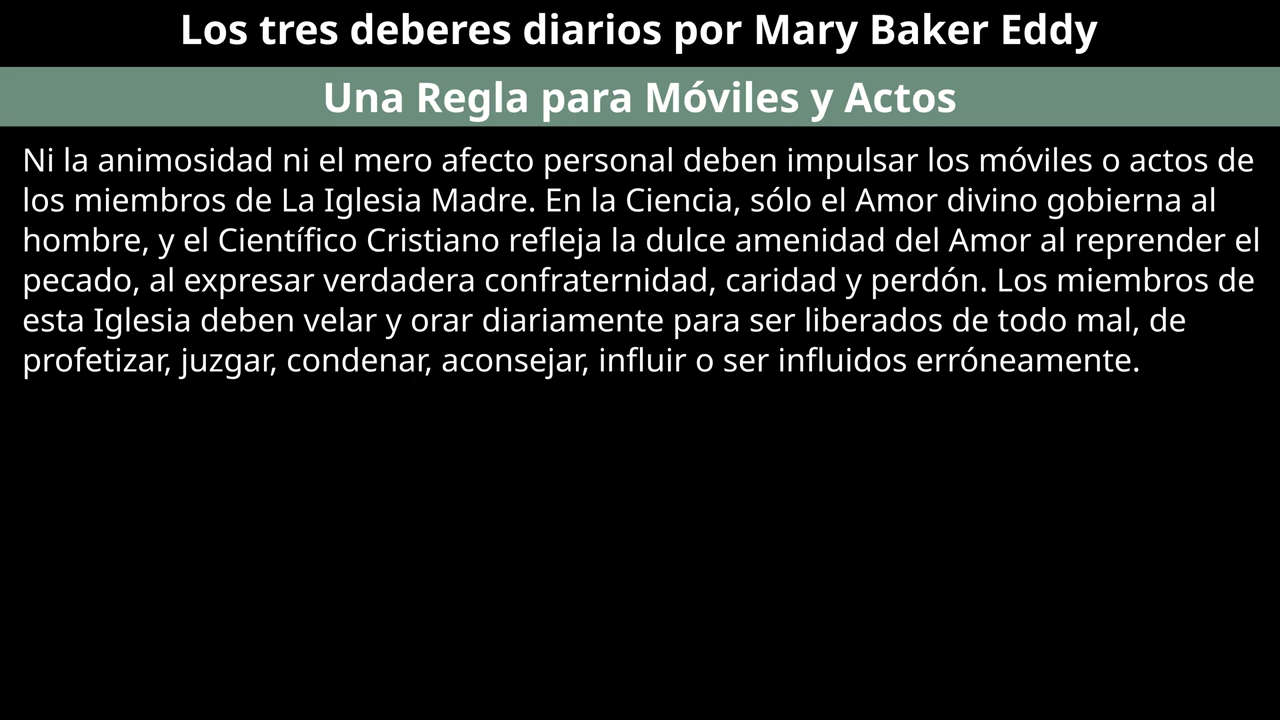 Los tres deberes diarios por Mary Baker Eddy
Una Regla para Móviles y Actos
Ni la animosidad ni el mero afecto personal deben impulsar los móviles o actos de
los miembros de La Iglesia Madre. En la Ciencia, sólo el Amor divino gobierna al
hombre, y el Científico Cristiano refleja la dulce amenidad del Amor al reprender el
pecado, al expresar verdadera confraternidad, caridad y perdón. Los miembros de
esta Iglesia deben velar y orar diariamente para ser liberados de todo mal, de
profetizar, juzgar, condenar, aconsejar, influir o ser influidos erróneamente.